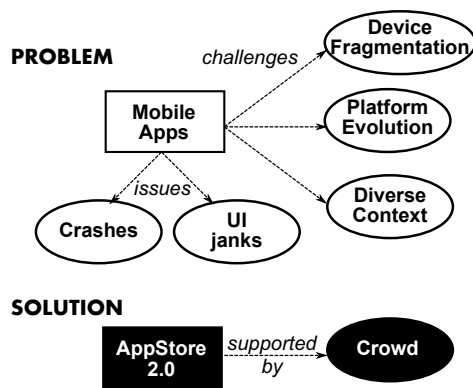 Device
Fragmentation
PROBLEM
challenges
Mobile
Apps
Platform
Evolution
issues
Diverse
Context
Crashes
UI
janks
SOLUTION
AppStore
2.0
supported
by
Crowd